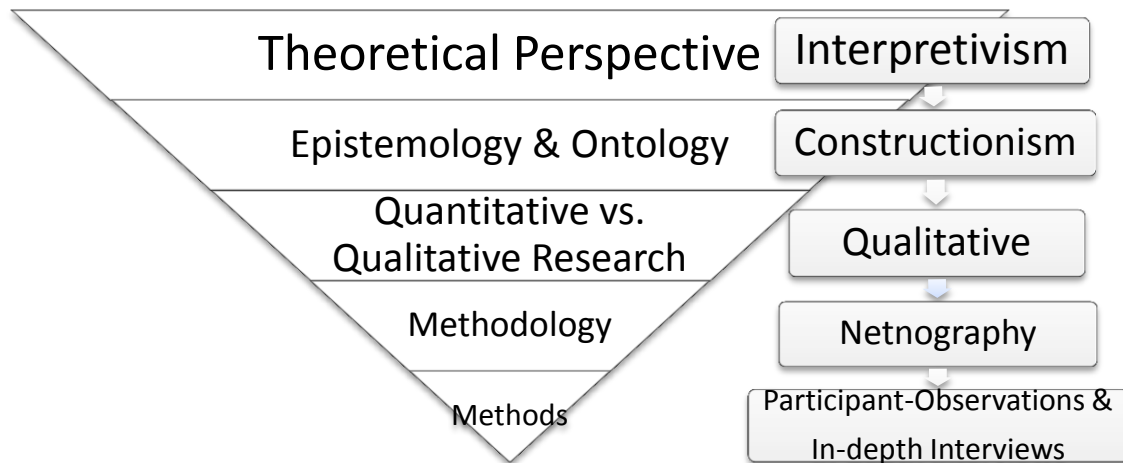 Theoretical Perspective
Interpretivism
Epistemology & Ontology
Constructionism
Quantitative vs.
Qualitative Research
Qualitative
Methodology
Netnography
Methods
Participant-Observations &
In-depth Interviews